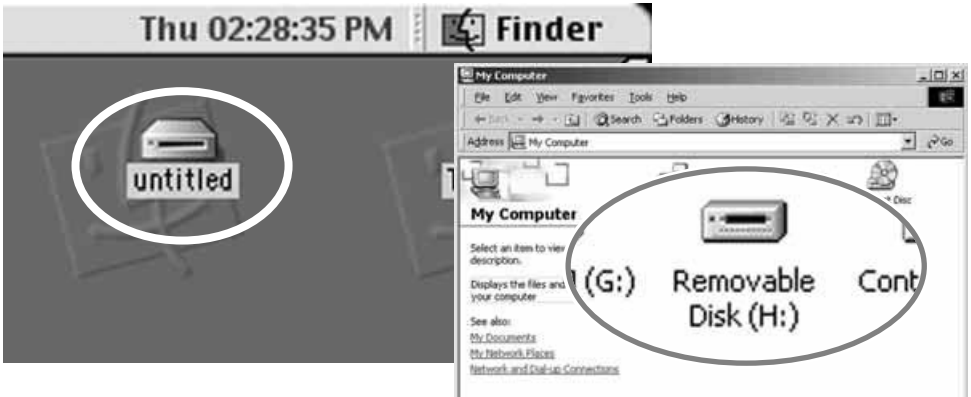 Thu 02:28:35 PM Finder
untitled
My Computer
File Edit View Favorites Tools Help
Back Search Folders History
Address My Computer Go
My Computer
Select an item to view
description.
Displays the files and
your computer
See also:
My Documents
My Network Places
Network and Dial-up Connections
Disc
(G:) Removable Cont
Disk (H:)